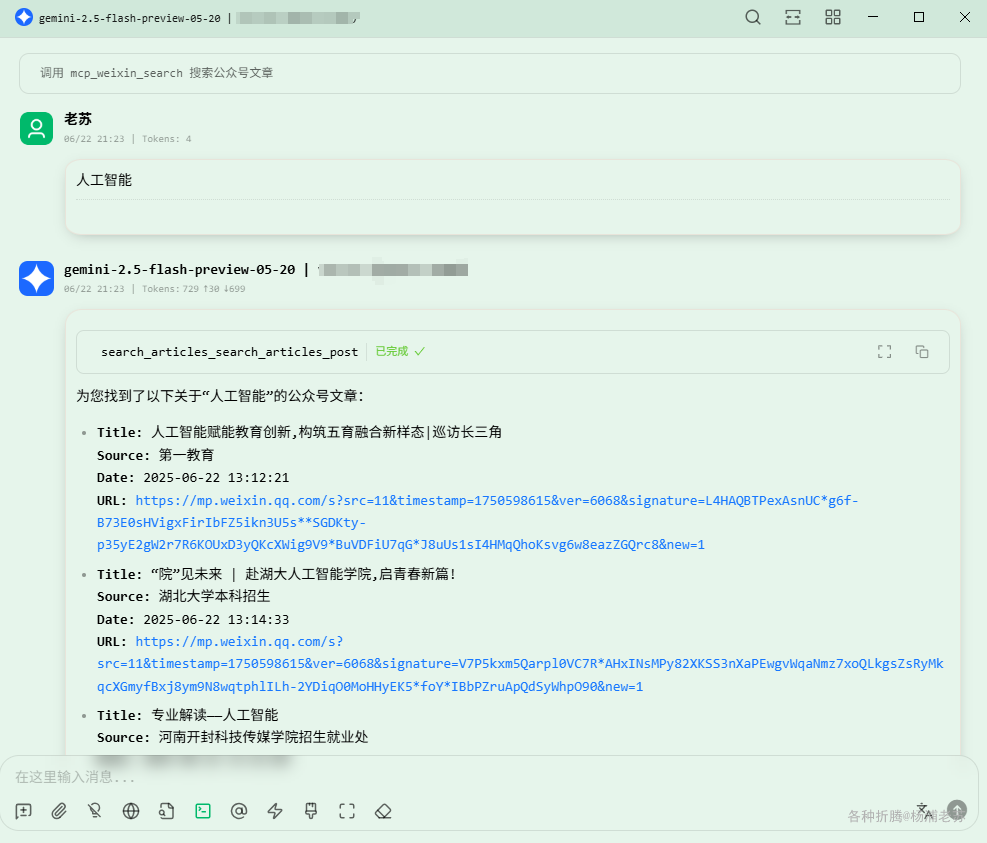 gemini-2.5-flash-preview-05-20 |
调用 mcp_weixin_search 搜索公众号文章
老苏
06/22 21:23 | Tokens: 4
人工智能
gemini-2.5-flash-preview-05-20 |
06/22 21:23 | Tokens: 729 ↑30 ↓699
search_articles_search_articles_post 已完成
为您找到了以下关于“人工智能”的公众号文章：
Title: 人工智能赋能教育创新,构筑五育融合新样态|巡访长三角
Source: 第一教育
Date: 2025-06-22 13:12:21
URL: https://mp.weixin.qq.com/s?src=11&timestamp=1750598615&ver=6068&signature=L4HAQBTPexAsnUC*g6f-
B73E0sHVigxFirIbFZ5ikn3U5s**SGDKty-
p35yE2gW2r7R6KOUxD3yQKcXWig9V9*BuVDFiU7qG*J8uUs1sI4HMqQhoKsvg6w8eazZGQrc8&new=1
Title: “院”见未来 | 赴湖大人工智能学院,启青春新篇!
Source: 湖北大学本科招生
Date: 2025-06-22 13:14:33
URL: https://mp.weixin.qq.com/s?
src=11&timestamp=1750598615&ver=6068&signature=V7P5kxm5Qarpl0VC7R*AHxINsMPy82XKSS3nXaPEwgvWqaNmz7xoQLkgsZsRyMk
qcXGmyfBxj8ym9N8wqtphlILh-2YDiqO0MoHHyEK5*foY*IBbPZruApQdSyWhpO90&new=1
Title: 专业解读——人工智能
Source: 河南开封科技传媒学院招生就业处
在这里输入消息...
各种折腾@杨浦老苏